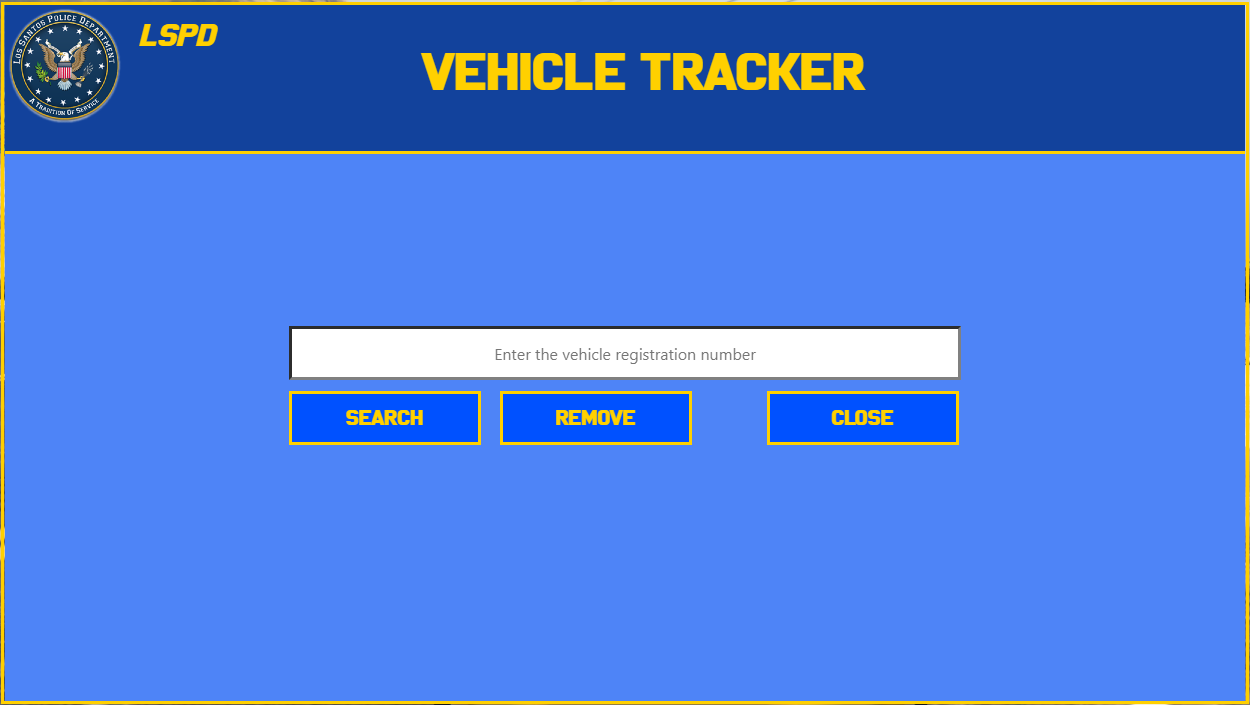 LOS SANTOS POLICE DEPARTMENT
A TRADITION OF SERVICE
LSPD
VEHICLE TRACKER
Enter the vehicle registration number
SEARCH
REMOVE
CLOSE